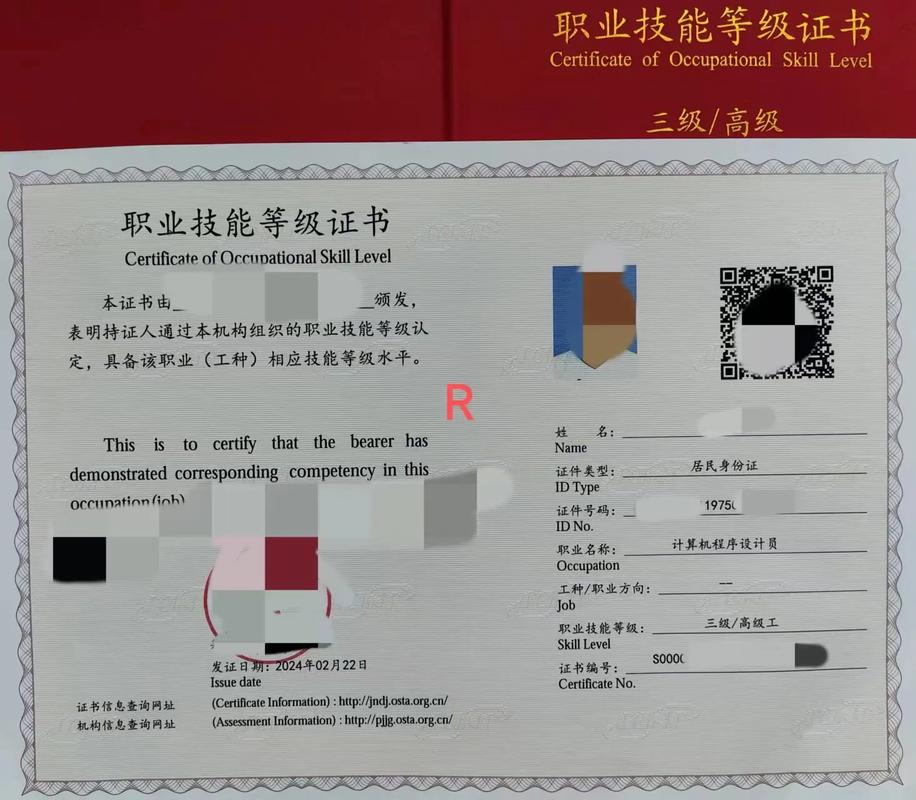 职业技能等级证书
Certificate of Occupational Skill Level
三级/高级
职业技能等级证书
Certificate of Occupational Skill Level
本证书由 颁发,
表明持证人通过本机构组织的职业技能等级认
定，具备该职业（工种）相应技能等级水平。
R
This is to certify that the bearer has
demonstrated corresponding competency in this
occupation(job)
发证日期: 2024年02月22日
Issue date
证书信息查询网址 (Certificate Information) : http://jndj.osta.org.cn/
机构信息查询网址 (Assessment Information) : http://pjjg.osta.org.cn/
姓 名:
Name
证件类型: 居民身份证
ID Type
证件号码: 1975
ID No.
职业名称: 计算机程序设计员
Occupation
工种/职业方向: --
Job
职业技能等级: 三级/高级工
Skill Level
证书编号: S000
Certificate No.